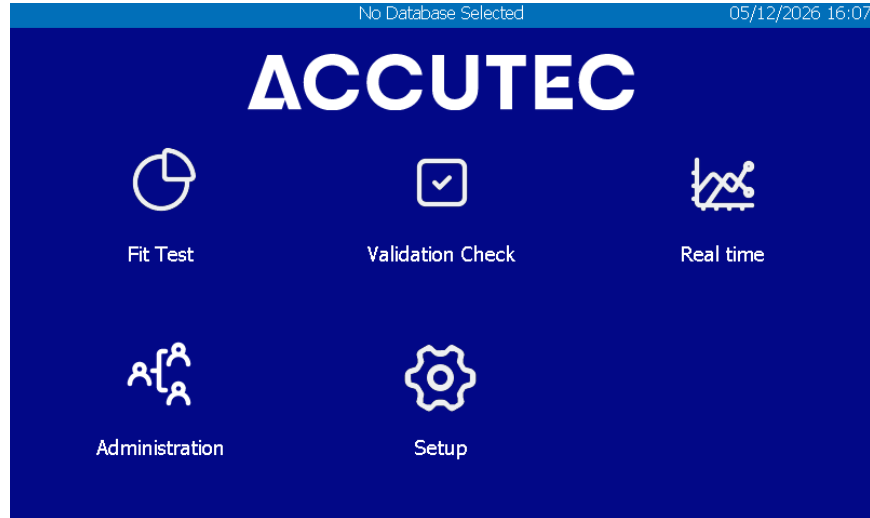 No Database Selected 05/12/2026 16:07
ACCUTEC
Fit Test Validation Check Real time
Administration Setup